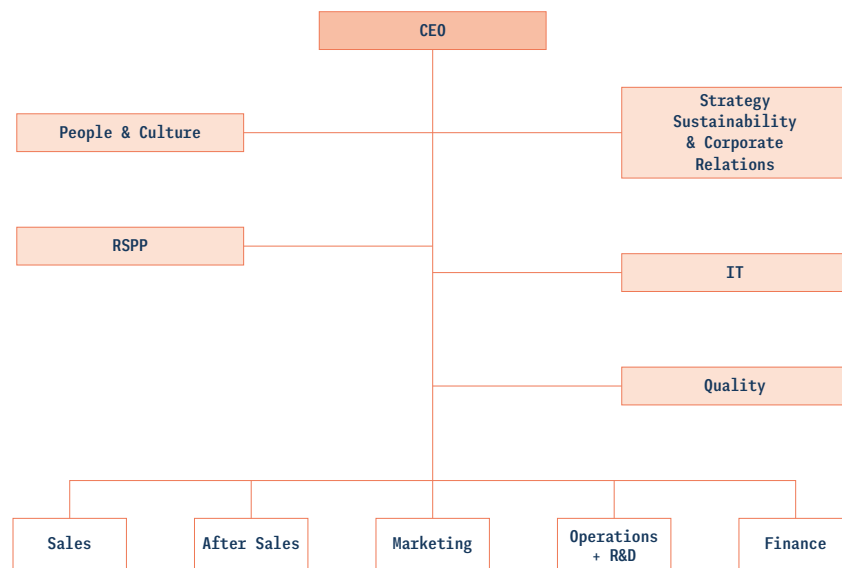 CEO
People & Culture
Strategy
Sustainability
& Corporate
Relations
RSPP
IT
Quality
Sales
After Sales
Marketing
Operations
+ R&D
Finance